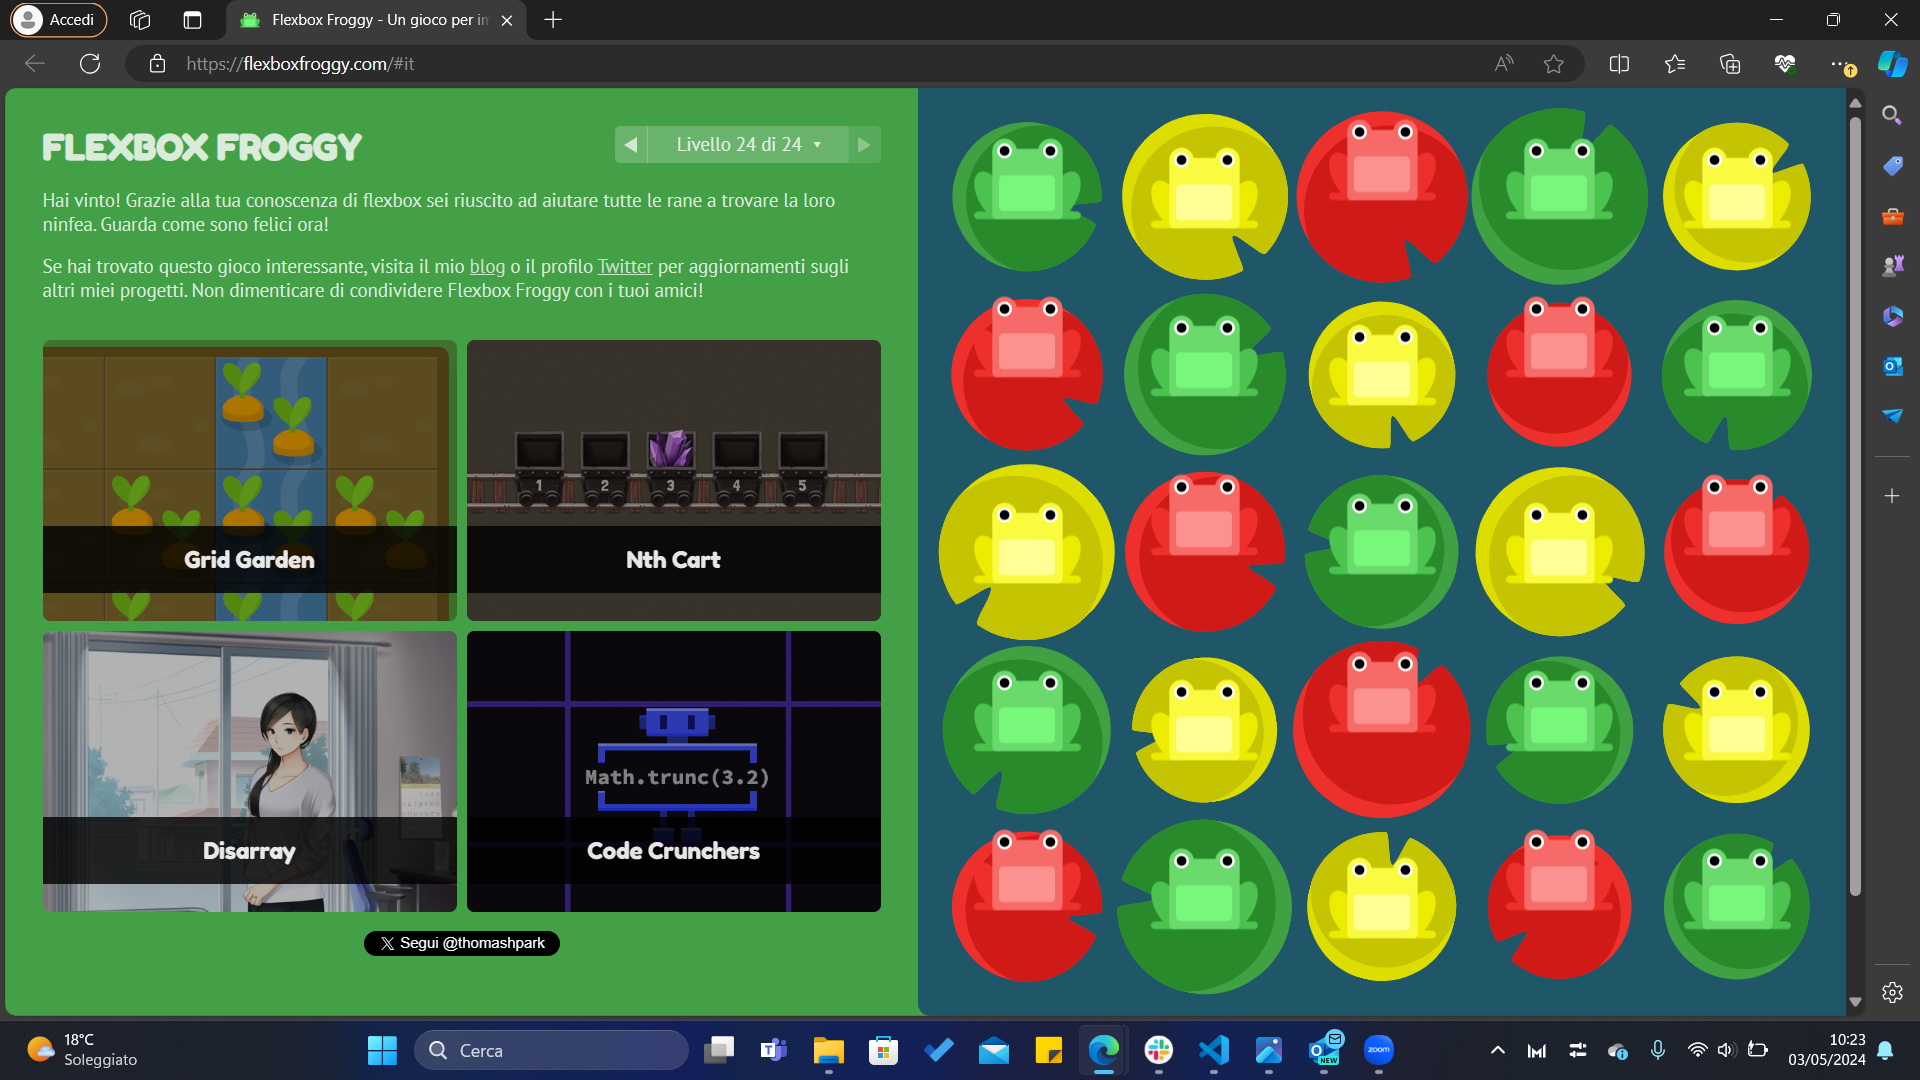 Accedi
Flexbox Froggy - Un gioco per im
https://flexboxfroggy.com/#it
FLEXBOX FROGGY
Livello 24 di 24
Hai vinto! Grazie alla tua conoscenza di flexbox sei riuscito ad aiutare tutte le rane a trovare la loro
ninfea. Guarda come sono felici ora!
Se hai trovato questo gioco interessante, visita il mio blog o il profilo Twitter per aggiornamenti sugli
altri miei progetti. Non dimenticare di condividere Flexbox Froggy con i tuoi amici!
1 2 3 4 5
Grid Garden
Nth Cart
Math.trunc(3.2)
Disarray
Code Crunchers
X Segui @thomashpark
18°C
Soleggiato
Cerca
NEW
zoom
10:23
03/05/2024